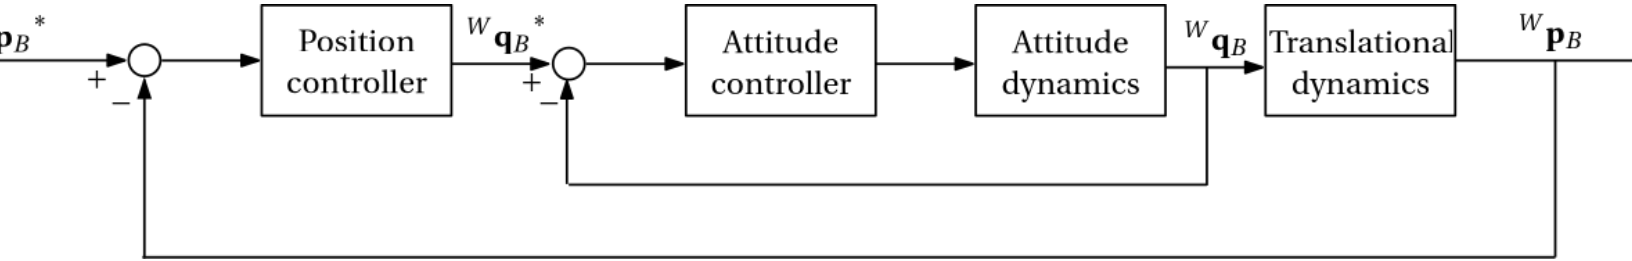 p_B^*
+
−
Position
controller
^W q_B^*
+
−
Attitude
controller
Attitude
dynamics
^W q_B
Translational
dynamics
^W p_B